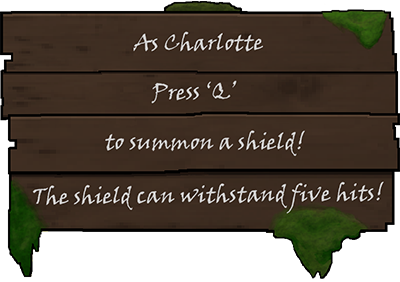 As Charlotte
Press ‘Q’
to summon a shield!
The shield can withstand five hits!